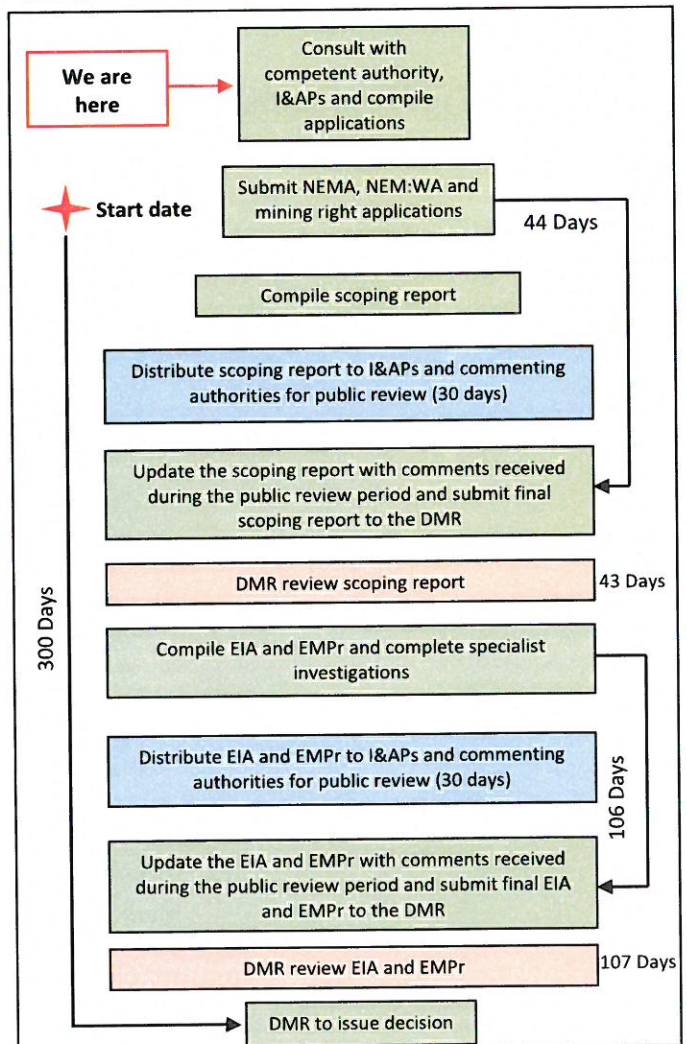 We are
here
Consult with
competent authority,
I&APs and compile
applications
Start date
Submit NEMA, NEM:WA and
mining right applications
44 Days
Compile scoping report
Distribute scoping report to I&APs and commenting
authorities for public review (30 days)
Update the scoping report with comments received
during the public review period and submit final
scoping report to the DMR
DMR review scoping report
43 Days
300 Days
Compile EIA and EMPr and complete specialist
investigations
Distribute EIA and EMPr to I&APs and commenting
authorities for public review (30 days)
106 Days
Update the EIA and EMPr with comments received
during the public review period and submit final EIA
and EMPr to the DMR
DMR review EIA and EMPr
107 Days
DMR to issue decision